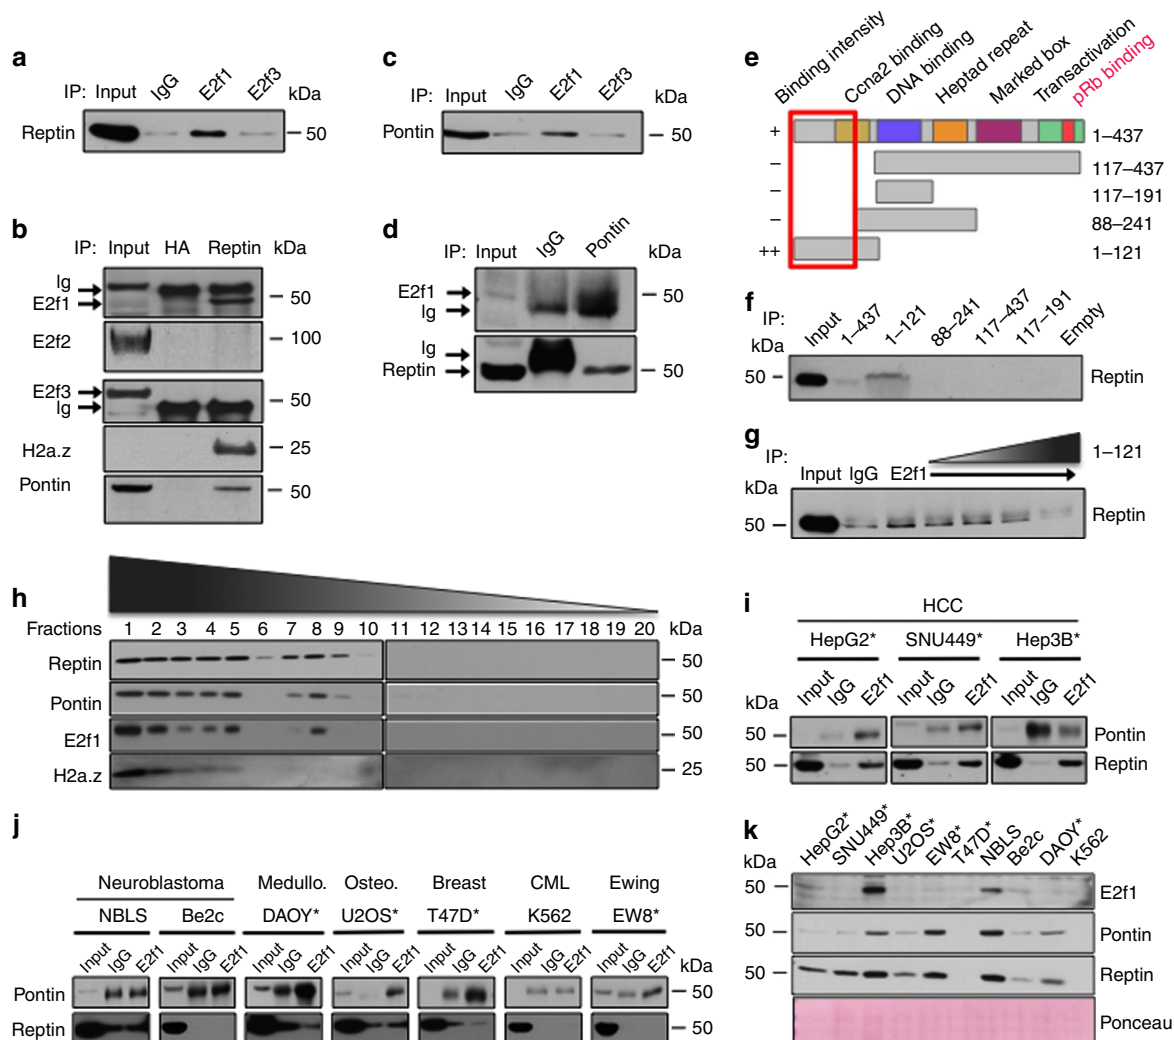 a
IP: Input IgG E2f1 E2f3 kDa
Reptin 50
b
IP: Input HA Reptin kDa
Ig
E2f1 50
E2f2 100
E2f3
Ig 50
H2a.z 25
Pontin 50
c
IP: Input IgG E2f1 E2f3 kDa
Pontin 50
d
IP: Input IgG Pontin kDa
E2f1 50
Ig
Ig
Reptin 50
e
Binding intensity
Ccna2 binding
DNA binding
Heptad repeat
Marked box
Transactivation
pRb binding
+ 1–437
– 117–437
– 117–191
– 88–241
++ 1–121
f
IP: Input 1–437 1–121 88–241 117–437 117–191 Empty
kDa
50 Reptin
g
IP: 1–121
Input IgG E2f1
kDa
50 Reptin
h
Fractions 1 2 3 4 5 6 7 8 9 10 11 12 13 14 15 16 17 18 19 20 kDa
Reptin 50
Pontin 50
E2f1 50
H2a.z 25
i
HCC
HepG2* SNU449* Hep3B*
Input IgG E2f1 Input IgG E2f1 Input IgG E2f1
kDa
50 Pontin
50 Reptin
j
Neuroblastoma Medullo. Osteo. Breast CML Ewing
NBLS Be2c DAOY* U2OS* T47D* K562 EW8*
Input IgG E2f1 Input IgG E2f1 Input IgG E2f1 Input IgG E2f1 Input IgG E2f1 Input IgG E2f1 Input IgG E2f1 kDa
Pontin 50
Reptin 50
k
HepG2* SNU449* Hep3B* U2OS* EW8* T47D* NBLS Be2c DAOY* K562
kDa
50 E2f1
50 Pontin
50 Reptin
Ponceau